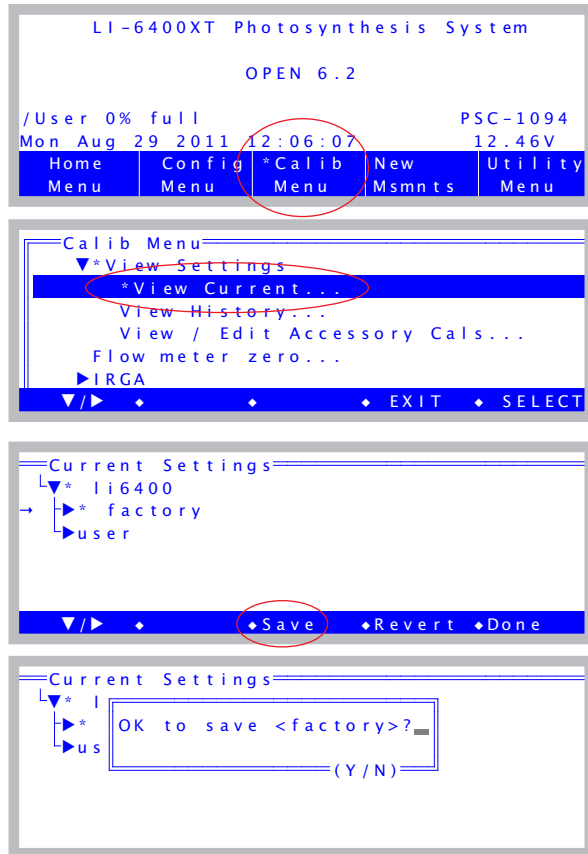 LI-6400XT Photosynthesis System
OPEN 6.2
/User 0% full PSC-1094
Mon Aug 29 2011 12:06:07 12.46V
Home Config *Calib New Utility
Menu Menu Menu Msmnts Menu
Calib Menu
▼*View Settings
*View Current...
View History...
View / Edit Accessory Cals...
Flow meter zero...
▶IRGA
▼/▶ ◆ ◆ ◆ EXIT ◆ SELECT
Current Settings
▼* li6400
→ ▶* factory
▶user
▼/▶ ◆ ◆Save ◆Revert ◆Done
Current Settings
▼* l
▶* OK to save <factory>?
▶us
(Y/N)